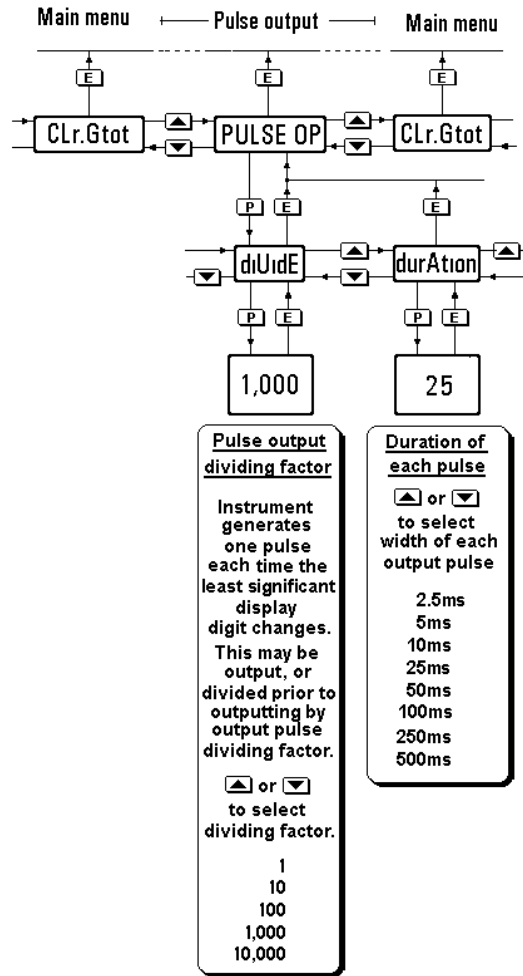 Main menu
Pulse output
Main menu
E
E
E
CLr.Gtot
PULSE OP
CLr.Gtot
P
E
E
dıUıdE
durAtıon
P
E
P
E
1,000
25
Pulse output
dividing factor
Instrument
generates
one pulse
each time the
least significant
display
digit changes.
This may be
output, or
divided prior to
outputting by
output pulse
dividing factor.
or
to select
dividing factor.
1
10
100
1,000
10,000
Duration of
each pulse
or
to select
width of each
output pulse
2.5ms
5ms
10ms
25ms
50ms
100ms
250ms
500ms